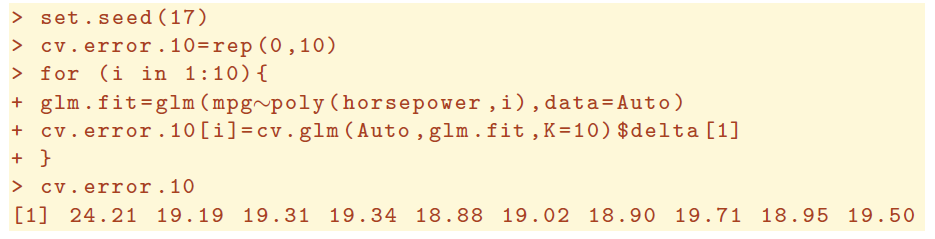 > set.seed(17)
> cv.error.10=rep(0,10)
> for (i in 1:10){
+ glm.fit=glm(mpg∼poly(horsepower,i),data=Auto)
+ cv.error.10[i]=cv.glm(Auto,glm.fit,K=10)$delta[1]
+ }
> cv.error.10
[1] 24.21 19.19 19.31 19.34 18.88 19.02 18.90 19.71 18.95 19.50